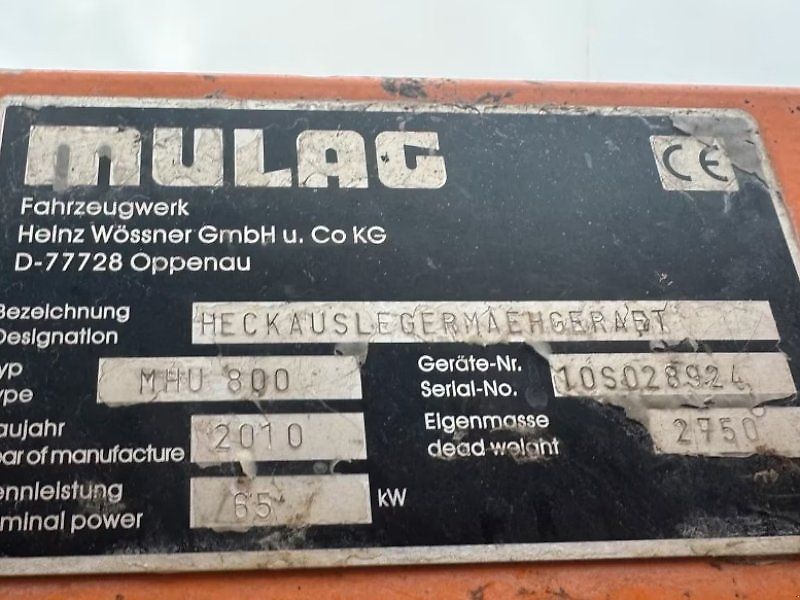 MULAG
CE
Fahrzeugwerk
Heinz Wössner GmbH u. Co KG
D-77728 Oppenau
Bezeichnung
Designation
HECKAUSLEGERMAEHGERAET
yp
ype
MHU 800
Geräte-Nr.
Serial-No.
10S028924
aujahr
ear of manufacture
2010
Eigenmasse
dead weight
2750
ennleistung
ominal power
65
kW